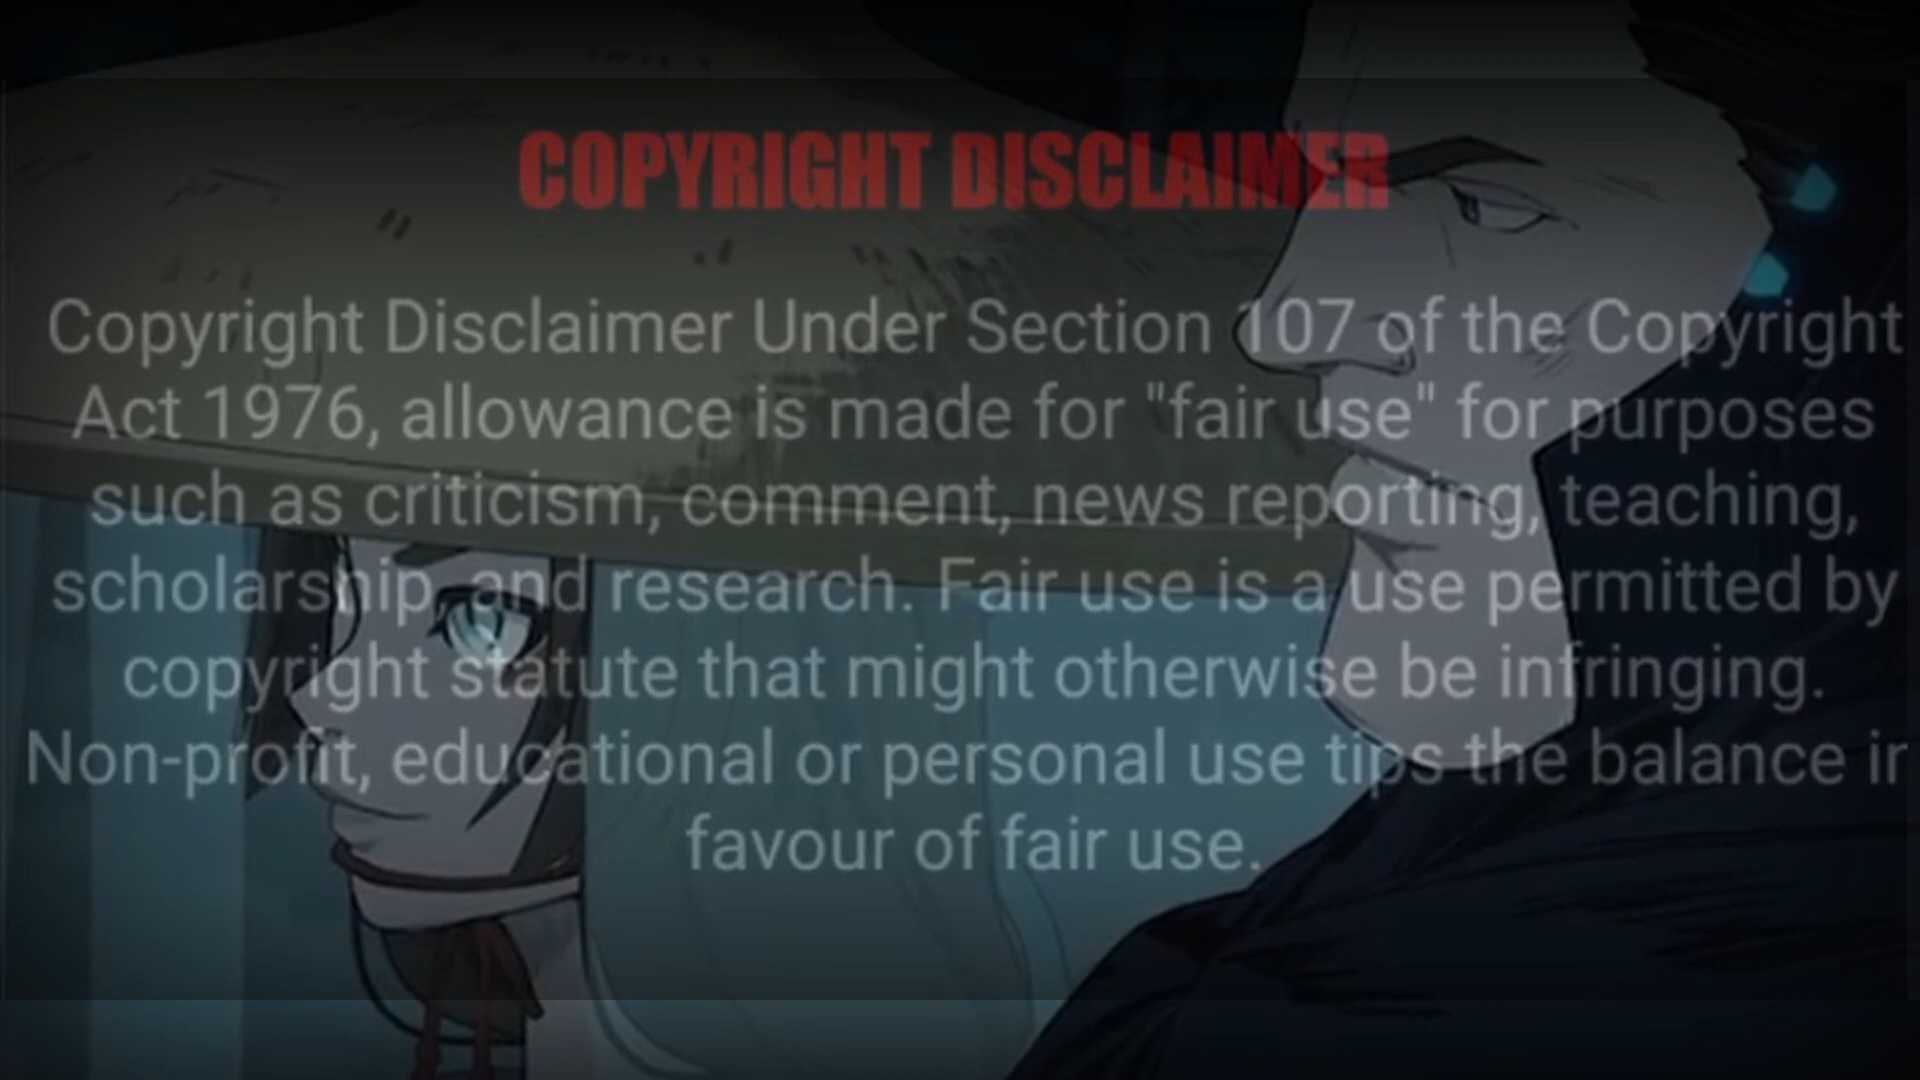 COPYRIGHT DISCLAIMER
Copyright Disclaimer Under Section 107 of the Copyright
Act 1976, allowance is made for "fair use" for purposes
such as criticism, comment, news reporting, teaching,
scholarship, and research. Fair use is a use permitted by
copyright statute that might otherwise be infringing.
Non-profit, educational or personal use tips the balance in
favour of fair use.